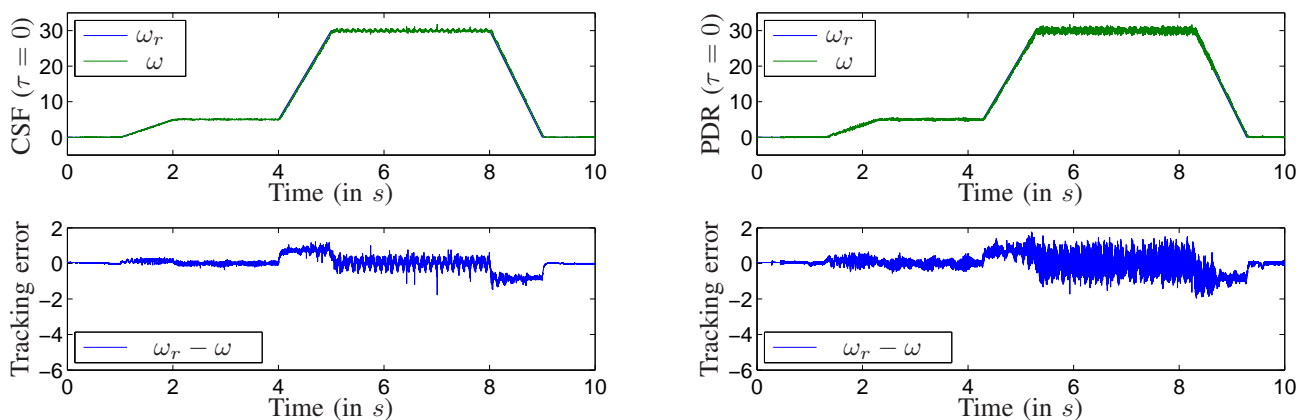 CSF (τ = 0)
30
20
10
0
ω_r
ω
0 2 4 6 8 10
Time (in s)
PDR (τ = 0)
30
20
10
0
ω_r
ω
0 2 4 6 8 10
Time (in s)
Tracking error
2
0
−2
−4
−6
ω_r − ω
0 2 4 6 8 10
Time (in s)
Tracking error
2
0
−2
−4
−6
ω_r − ω
0 2 4 6 8 10
Time (in s)